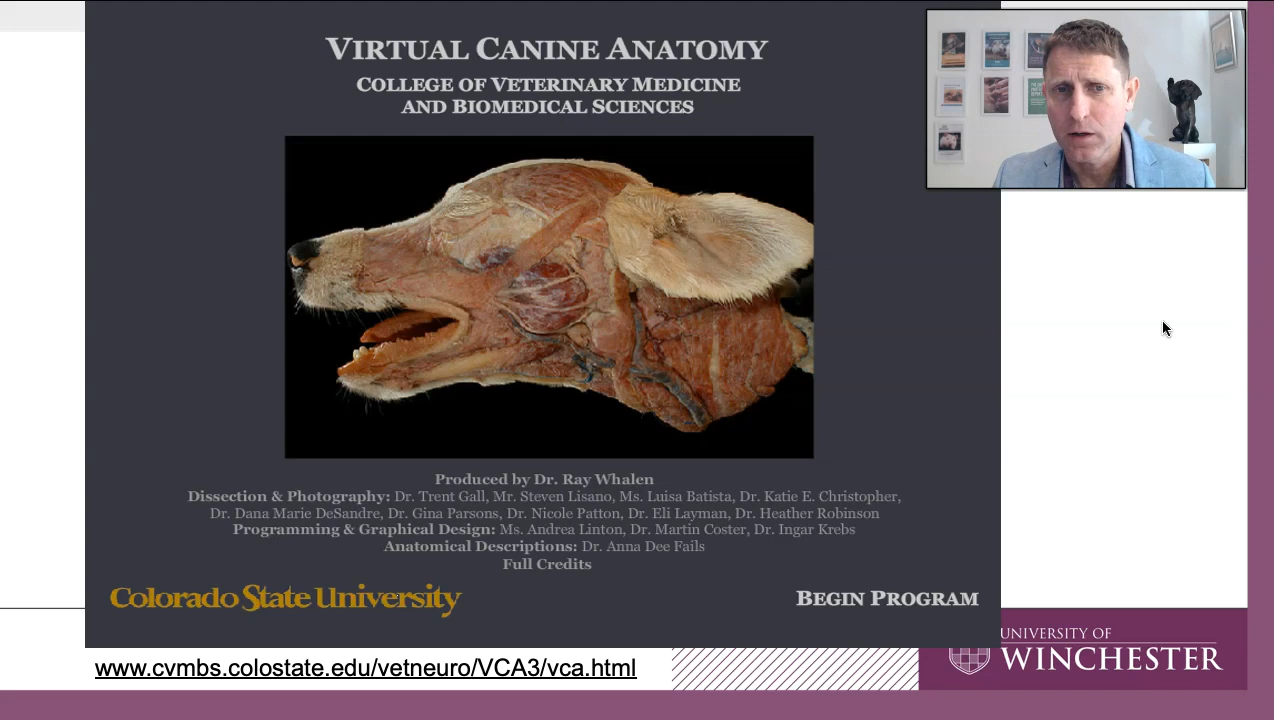 VIRTUAL CANINE ANATOMY
COLLEGE OF VETERINARY MEDICINE
AND BIOMEDICAL SCIENCES
Produced by Dr. Ray Whalen
Dissection & Photography: Dr. Trent Gall, Mr. Steven Lisano, Ms. Luisa Batista, Dr. Katie E. Christopher,
Dr. Dana Marie DeSandre, Dr. Gina Parsons, Dr. Nicole Patton, Dr. Eli Layman, Dr. Heather Robinson
Programming & Graphical Design: Ms. Andrea Linton, Dr. Martin Coster, Dr. Ingar Krebs
Anatomical Descriptions: Dr. Anna Dee Fails
Full Credits
Colorado State University
BEGIN PROGRAM
UNIVERSITY OF
WINCHESTER
www.cvmbs.colostate.edu/vetneuro/VCA3/vca.html